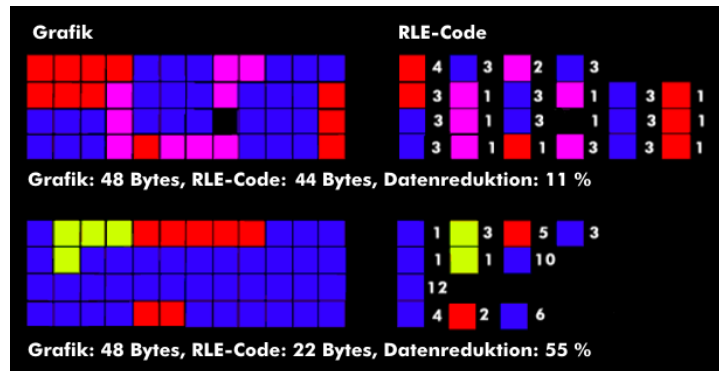 Grafik RLE-Code
4 3 2 3
3 1 3 1 3 1
3 1 3 1 3 1
3 1 1 3 3 1
Grafik: 48 Bytes, RLE-Code: 44 Bytes, Datenreduktion: 11 %
1 3 5 3
1 1 10
12
4 2 6
Grafik: 48 Bytes, RLE-Code: 22 Bytes, Datenreduktion: 55 %